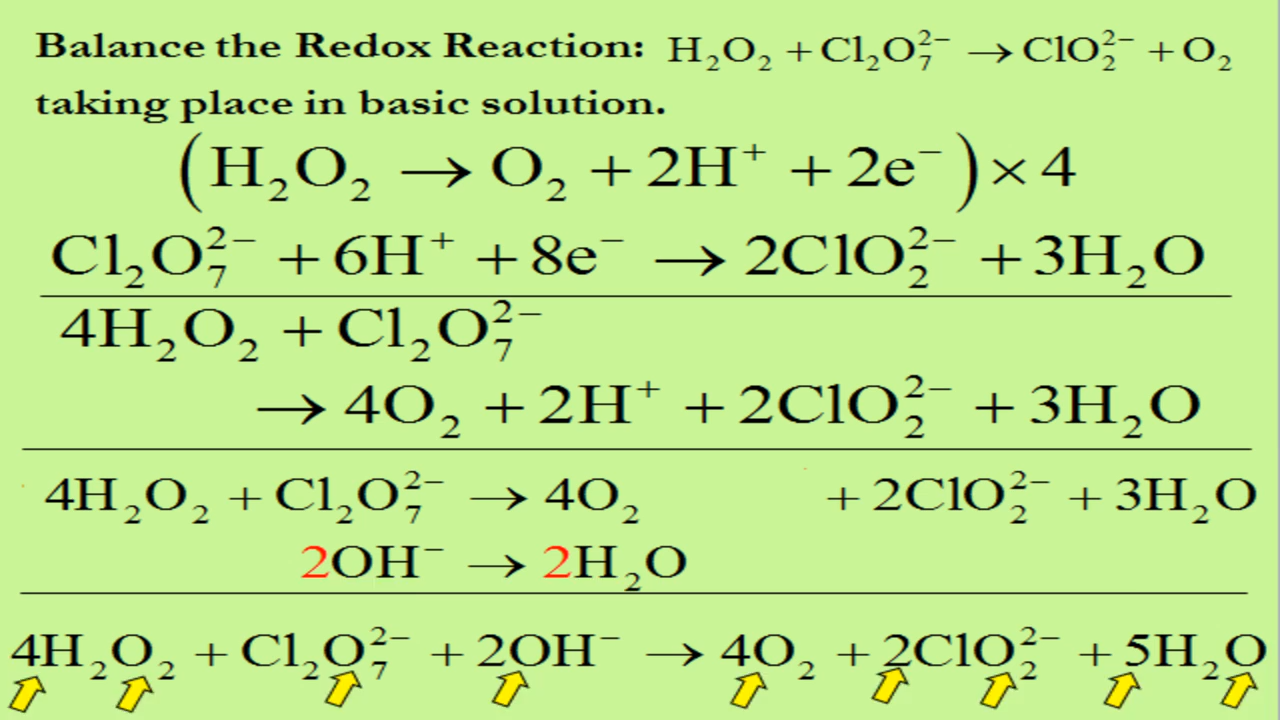 Balance the Redox Reaction: H₂O₂ + Cl₂O₇²⁻ → ClO₂²⁻ + O₂
taking place in basic solution.
(H₂O₂ → O₂ + 2H⁺ + 2e⁻) × 4
Cl₂O₇²⁻ + 6H⁺ + 8e⁻ → 2ClO₂²⁻ + 3H₂O
4H₂O₂ + Cl₂O₇²⁻
→ 4O₂ + 2H⁺ + 2ClO₂²⁻ + 3H₂O
4H₂O₂ + Cl₂O₇²⁻ → 4O₂ + 2ClO₂²⁻ + 3H₂O
2OH⁻ → 2H₂O
4H₂O₂ + Cl₂O₇²⁻ + 2OH⁻ → 4O₂ + 2ClO₂²⁻ + 5H₂O